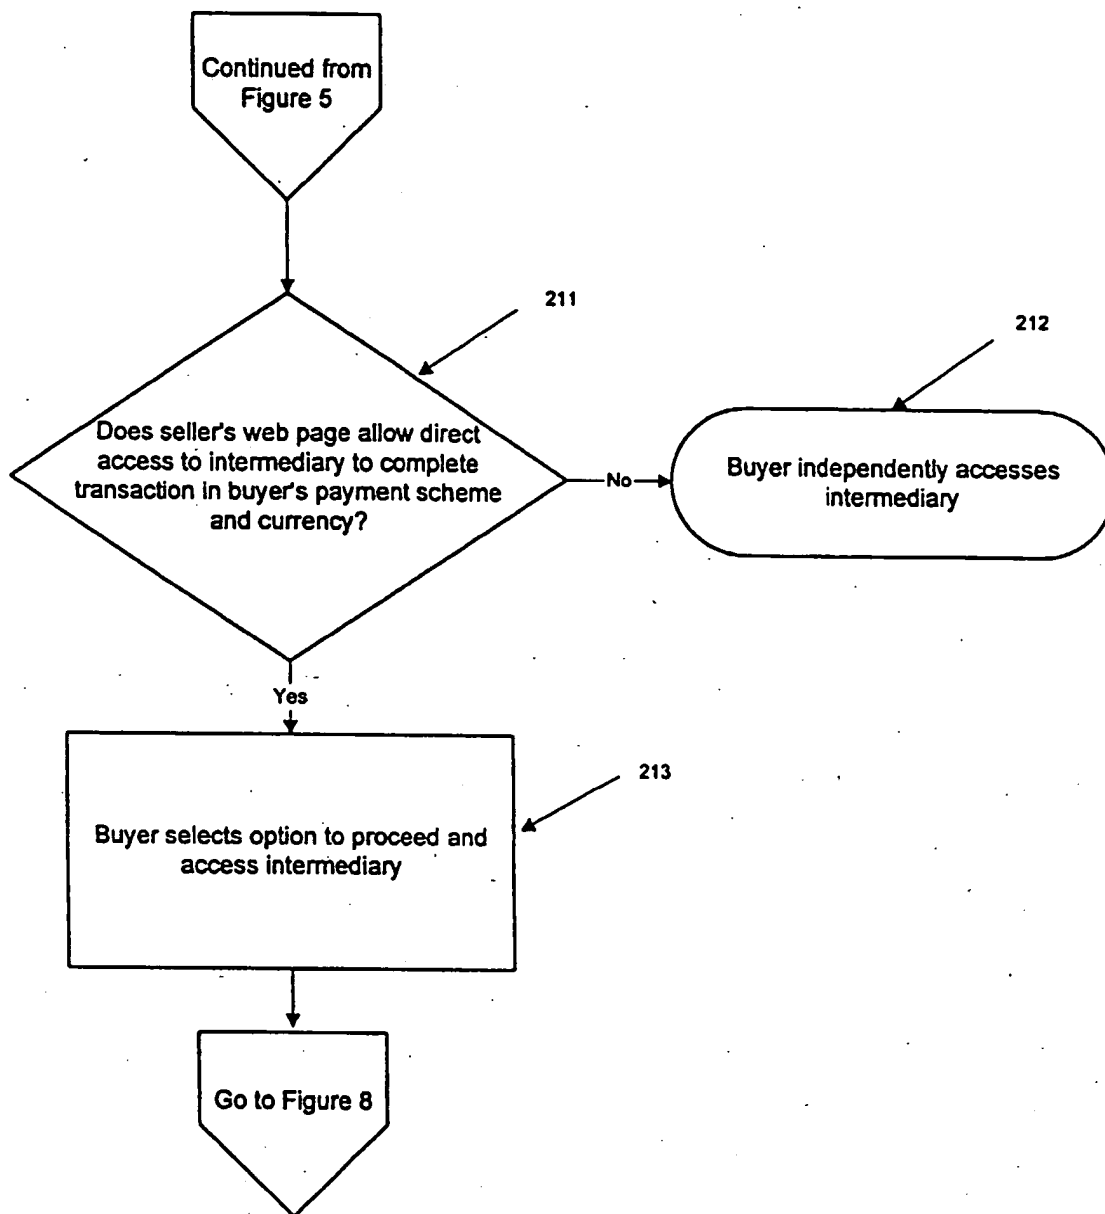 Continued from
Figure 5
211
212
Does seller's web page allow direct
access to intermediary to complete
transaction in buyer's payment scheme
and currency?
No
Buyer independently accesses
intermediary
Yes
213
Buyer selects option to proceed and
access intermediary
Go to Figure 8